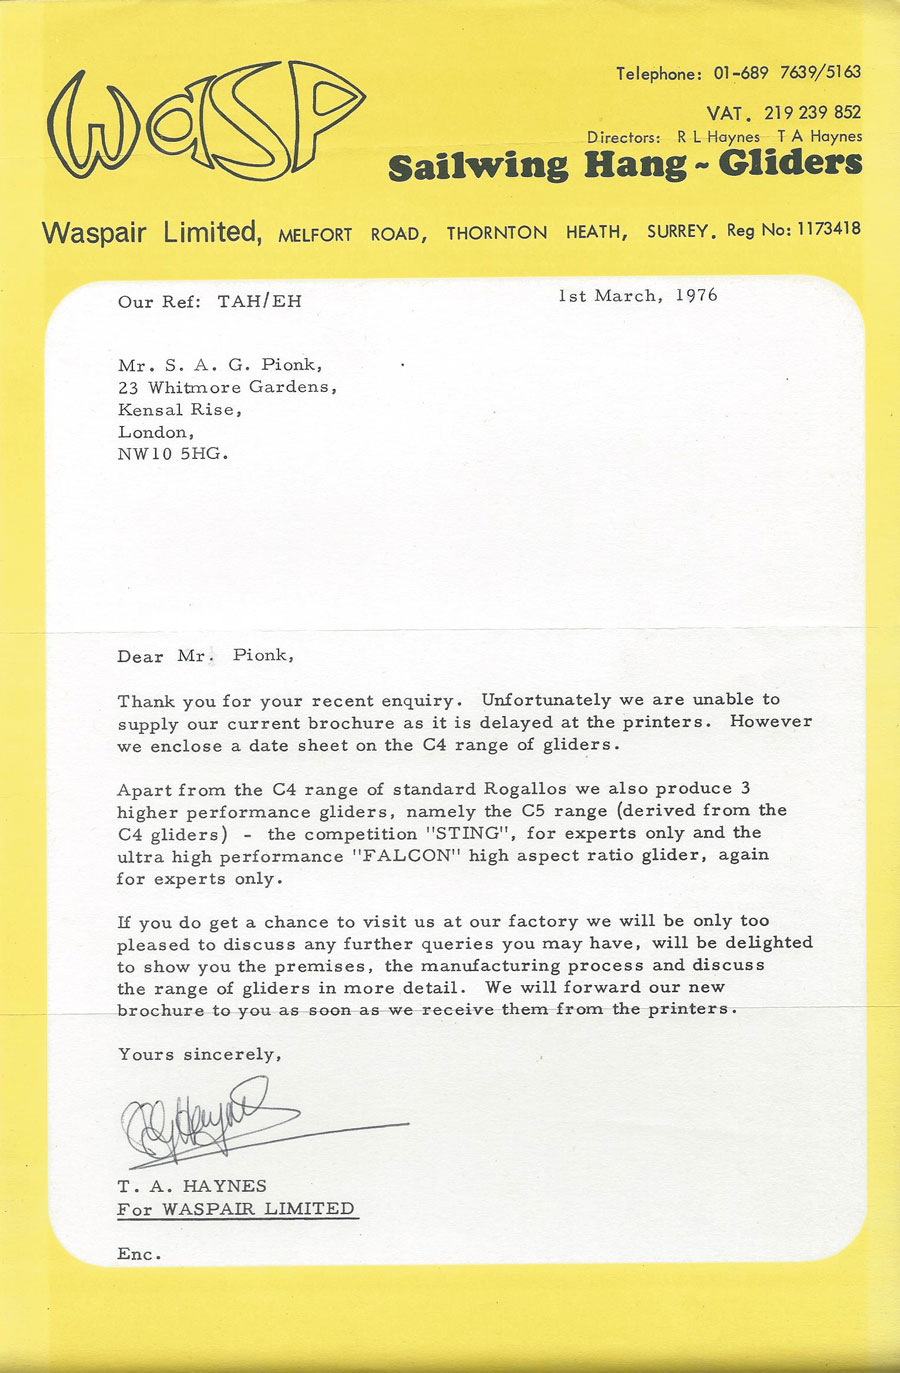 WaSP
Telephone: 01-689 7639/5163
VAT. 219 239 852
Directors: R L Haynes T A Haynes
Sailwing Hang~Gliders
Waspair Limited, MELFORT ROAD, THORNTON HEATH, SURREY. Reg No: 1173418
Our Ref: TAH/EH
1st March, 1976
Mr. S. A. G. Pionk,
23 Whitmore Gardens,
Kensal Rise,
London,
NW10 5HG.
Dear Mr. Pionk,
Thank you for your recent enquiry. Unfortunately we are unable to
supply our current brochure as it is delayed at the printers. However
we enclose a date sheet on the C4 range of gliders.
Apart from the C4 range of standard Rogallos we also produce 3
higher performance gliders, namely the C5 range (derived from the
C4 gliders) - the competition "STING", for experts only and the
ultra high performance "FALCON" high aspect ratio glider, again
for experts only.
If you do get a chance to visit us at our factory we will be only too
pleased to discuss any further queries you may have, will be delighted
to show you the premises, the manufacturing process and discuss
the range of gliders in more detail. We will forward our new
brochure to you as soon as we receive them from the printers.
Yours sincerely,
T. A. HAYNES
For WASPAIR LIMITED
Enc.